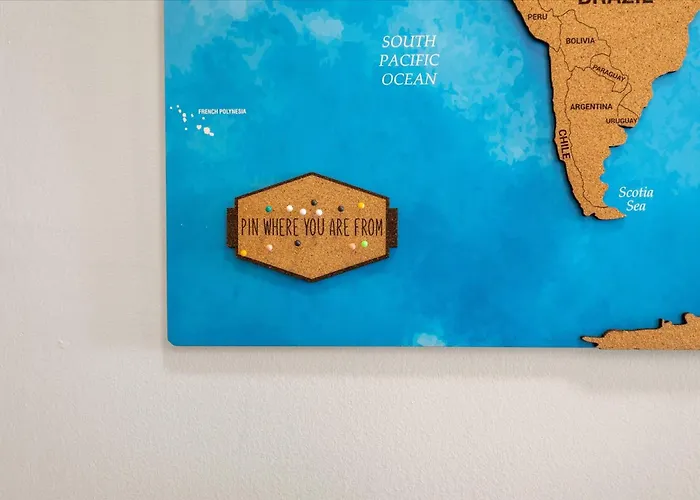 BRAZIL
PERU
BOLIVIA
SOUTH
PACIFIC
OCEAN
PARAGUAY
ARGENTINA
FRENCH POLYNESIA
URUGUAY
CHILE
Scotia
Sea
PIN WHERE YOU ARE FROM